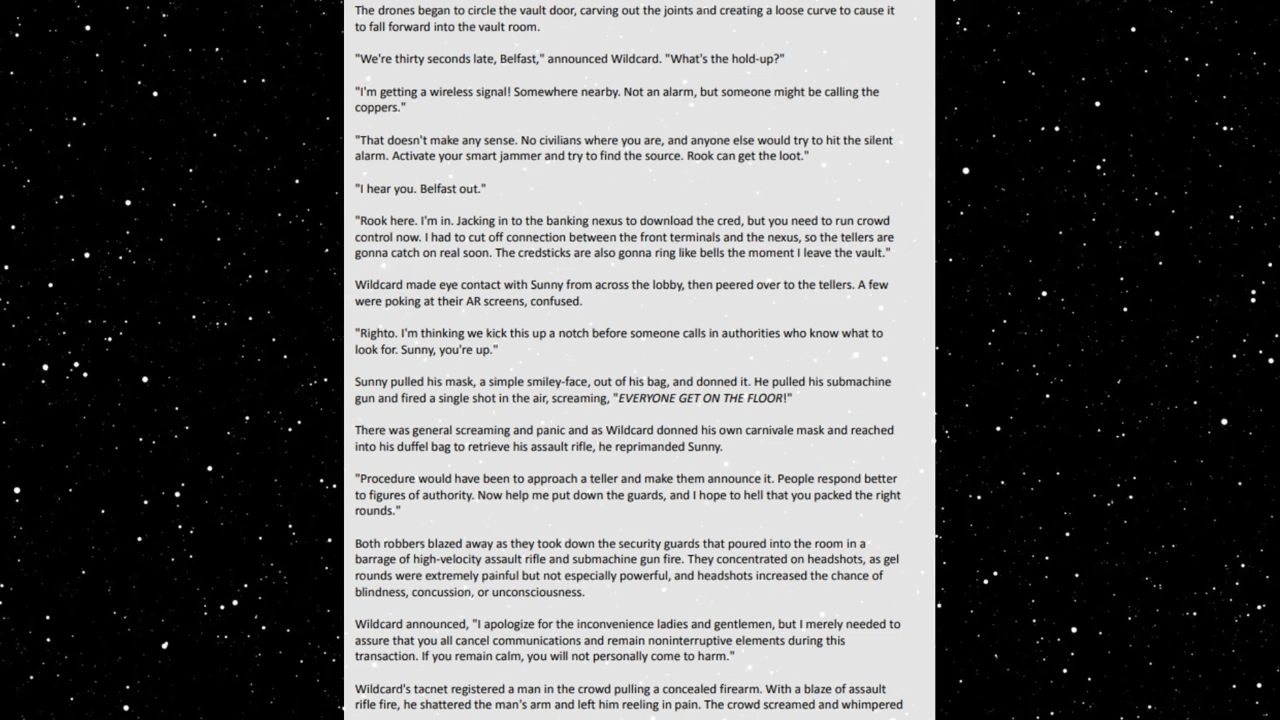 The drones began to circle the vault door, carving out the joints and creating a loose curve to cause it
to fall forward into the vault room.
"We're thirty seconds late, Belfast," announced Wildcard. "What's the hold-up?"
"I'm getting a wireless signal! Somewhere nearby. Not an alarm, but someone might be calling the
coppers."
"That doesn't make any sense. No civilians where you are, and anyone else would try to hit the silent
alarm. Activate your smart jammer and try to find the source. Rook can get the loot."
"I hear you. Belfast out."
"Rook here. I'm in. Jacking in to the banking nexus to download the cred, but you need to run crowd
control now. I had to cut off connection between the front terminals and the nexus, so the tellers are
gonna catch on real soon. The credsticks are also gonna ring like bells the moment I leave the vault."
Wildcard made eye contact with Sunny from across the lobby, then peered over to the tellers. A few
were poking at their AR screens, confused.
"Righto. I'm thinking we kick this up a notch before someone calls in authorities who know what to
look for. Sunny, you're up."
Sunny pulled his mask, a simple smiley-face, out of his bag, and donned it. He pulled his submachine
gun and fired a single shot in the air, screaming, "EVERYONE GET ON THE FLOOR!"
There was general screaming and panic and as Wildcard donned his own carnivale mask and reached
into his duffel bag to retrieve his assault rifle, he reprimanded Sunny.
"Procedure would have been to approach a teller and make them announce it. People respond better
to figures of authority. Now help me put down the guards, and I hope to hell that you packed the right
rounds."
Both robbers blazed away as they took down the security guards that poured into the room in a
barrage of high-velocity assault rifle and submachine gun fire. They concentrated on headshots, as gel
rounds were extremely painful but not especially powerful, and headshots increased the chance of
blindness, concussion, or unconsciousness.
Wildcard announced, "I apologize for the inconvenience ladies and gentlemen, but I merely needed to
assure that you all cancel communications and remain noninterruptive elements during this
transaction. If you remain calm, you will not personally come to harm."
Wildcard's tacnet registered a man in the crowd pulling a concealed firearm. With a blaze of assault
rifle fire, he shattered the man's arm and left him reeling in pain. The crowd screamed and whimpered